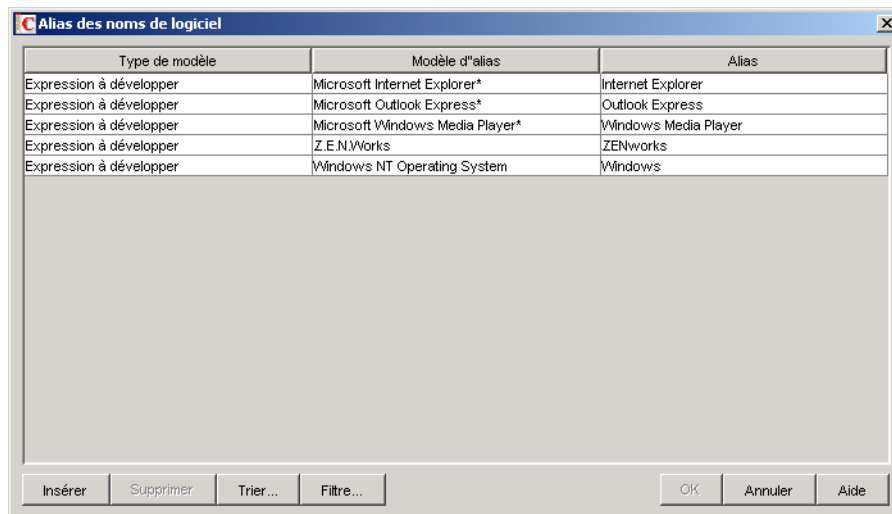 Alias des noms de logiciel
Type de modèle Modèle d"alias Alias
Expression à développer Microsoft Internet Explorer* Internet Explorer
Expression à développer Microsoft Outlook Express* Outlook Express
Expression à développer Microsoft Windows Media Player* Windows Media Player
Expression à développer Z.E.N.Works ZENworks
Expression à développer Windows NT Operating System Windows
Insérer Supprimer Trier... Filtre... OK Annuler Aide